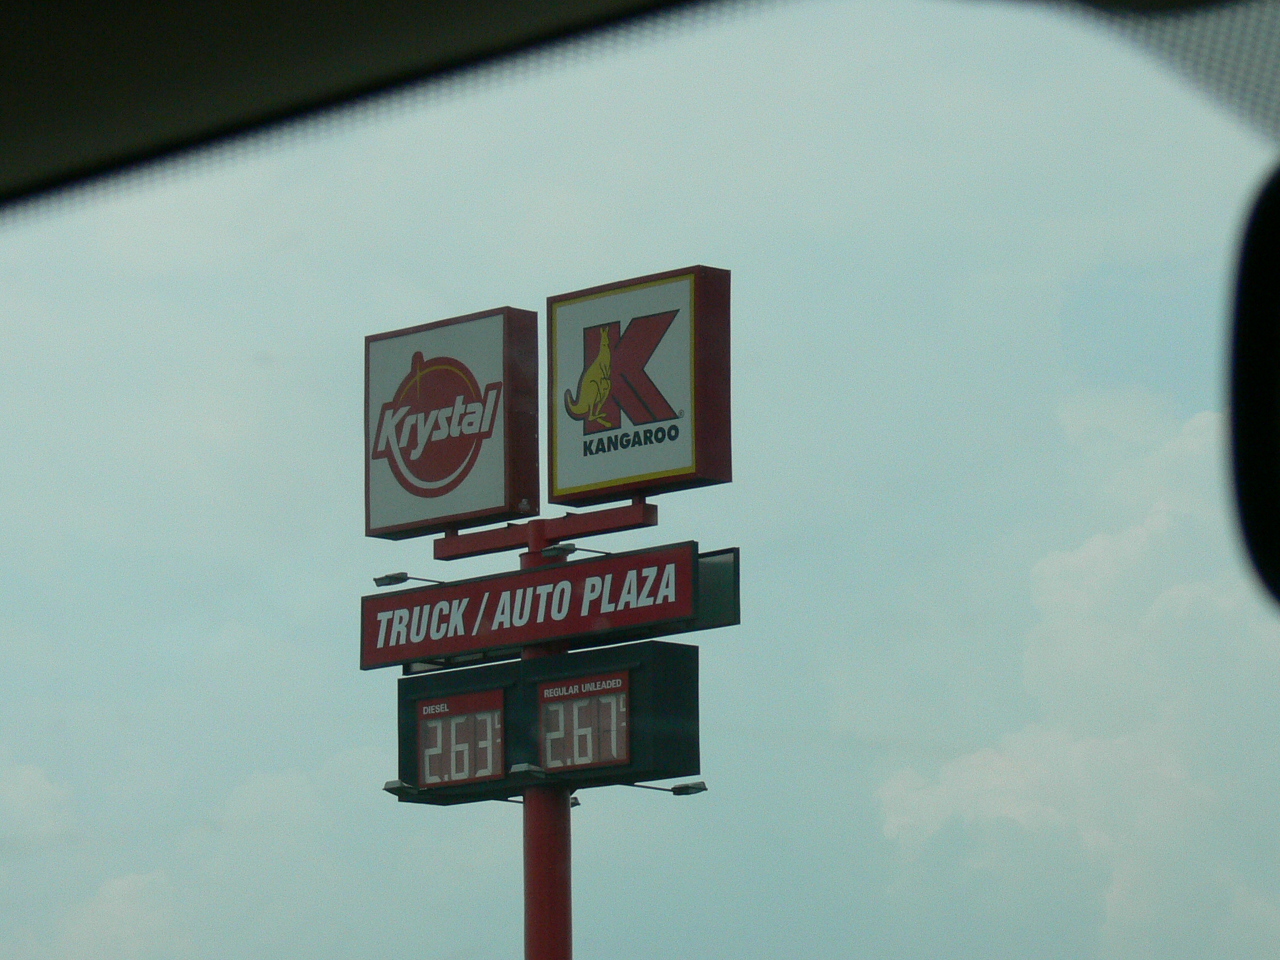 Krystal
K
KANGAROO
TRUCK / AUTO PLAZA
DIESEL
2.63
REGULAR UNLEADED
2.67